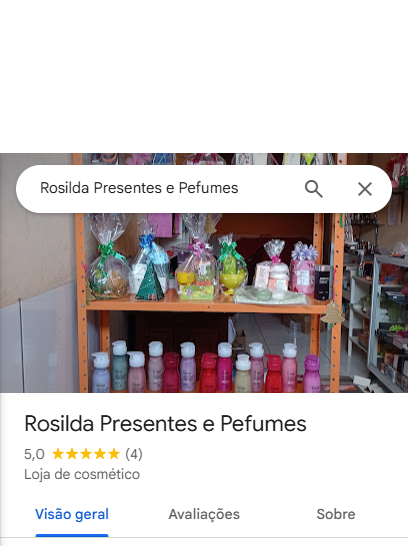 Rosilda Presentes e Pefumes
Rosilda Presentes e Pefumes
5,0 ★★★★★ (4)
Loja de cosmético
Visão geral Avaliações Sobre